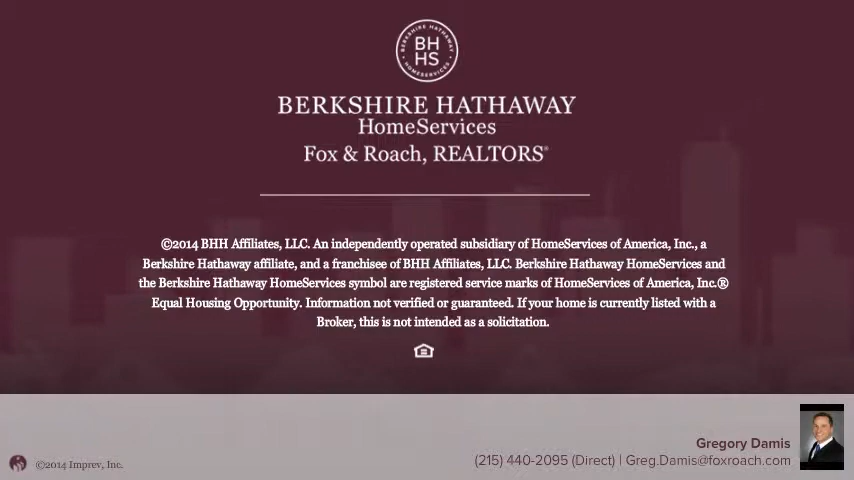 BERKSHIRE HATHAWAY
BH
HS
HOMESERVICES
BERKSHIRE HATHAWAY
HomeServices
Fox & Roach, REALTORS®
©2014 BHH Affiliates, LLC. An independently operated subsidiary of HomeServices of America, Inc., a
Berkshire Hathaway affiliate, and a franchisee of BHH Affiliates, LLC. Berkshire Hathaway HomeServices and
the Berkshire Hathaway HomeServices symbol are registered service marks of HomeServices of America, Inc.®
Equal Housing Opportunity. Information not verified or guaranteed. If your home is currently listed with a
Broker, this is not intended as a solicitation.
Gregory Damis
(215) 440-2095 (Direct) | Greg.Damis@foxroach.com
©2014 Imprev, Inc.